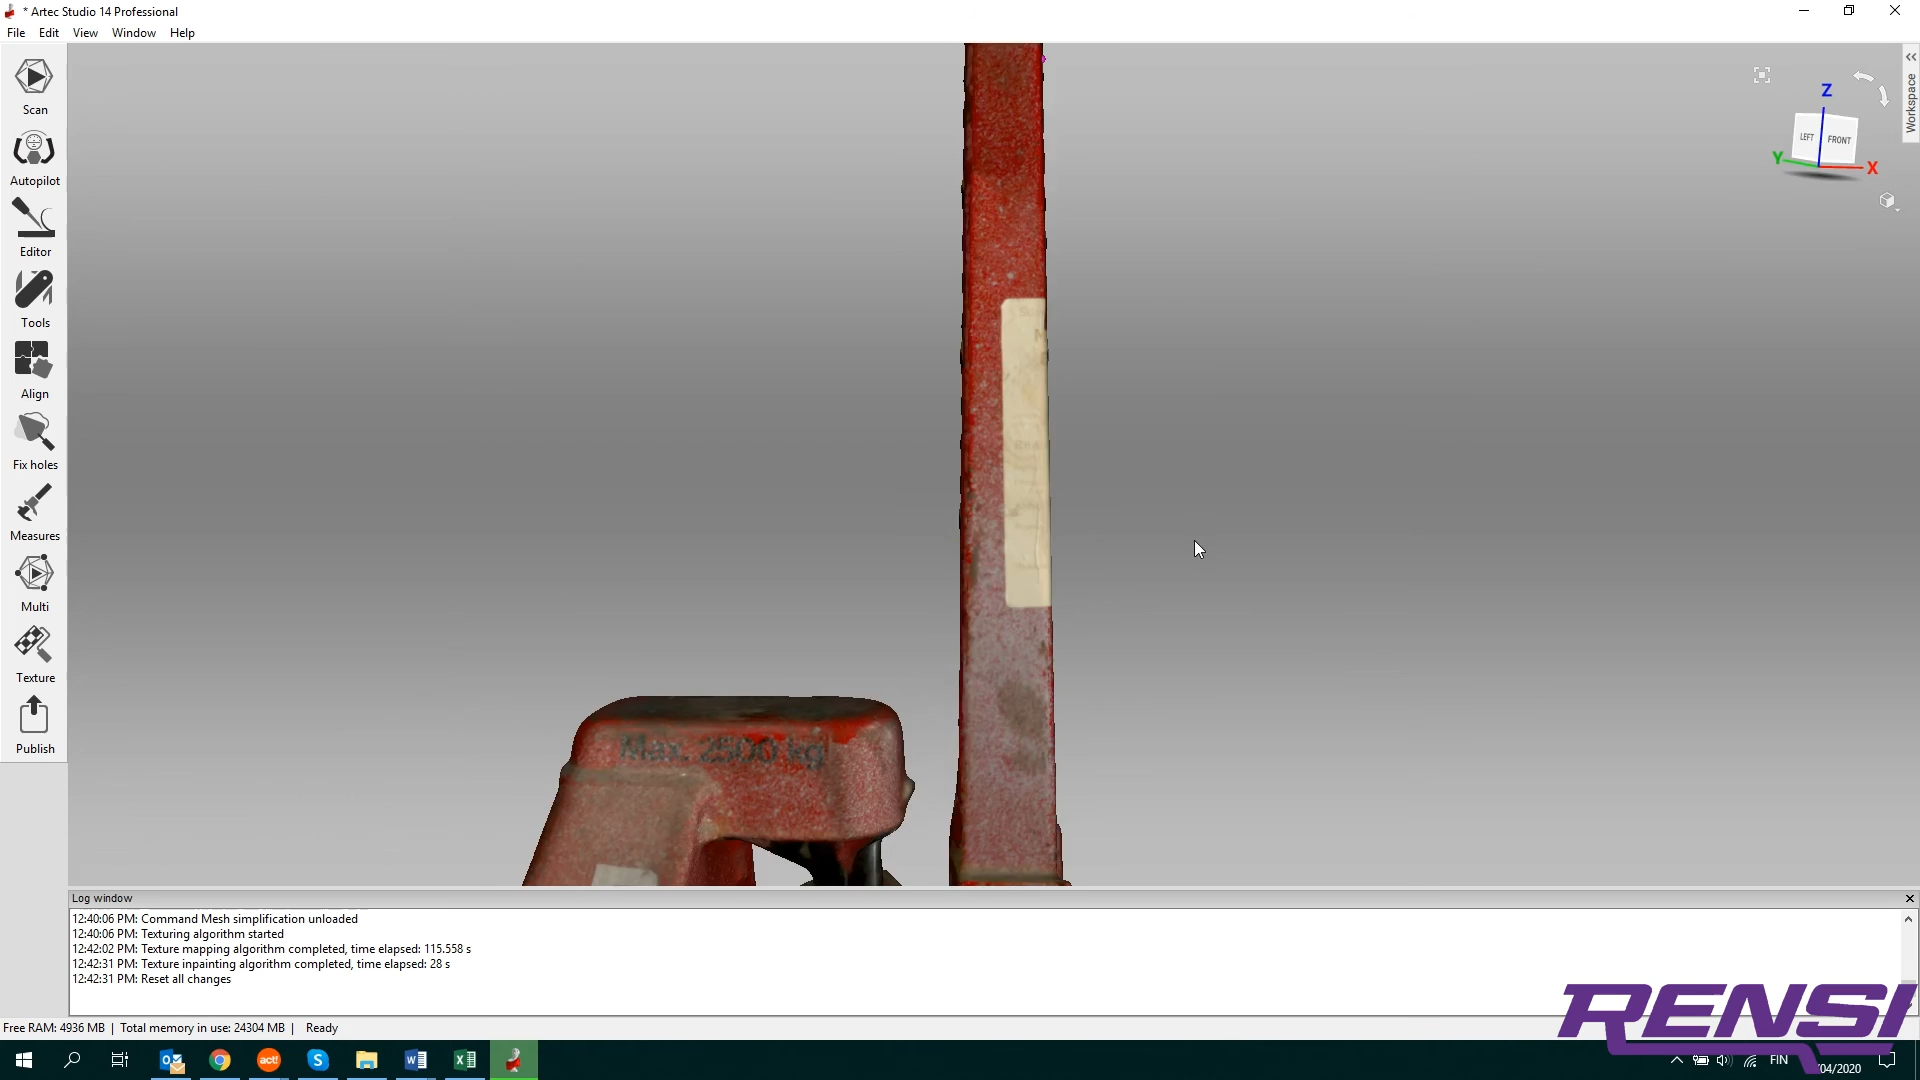 * Artec Studio 14 Professional
File Edit View Window Help
Scan
Autopilot
Editor
Tools
Align
Fix holes
Measures
Multi
Texture
Publish
Workspace
Z
LEFT FRONT
Y X
Max. 2500 kg
Log window
12:40:06 PM: Command Mesh simplification unloaded
12:40:06 PM: Texturing algorithm started
12:42:02 PM: Texture mapping algorithm completed, time elapsed: 115.558 s
12:42:31 PM: Texture inpainting algorithm completed, time elapsed: 28 s
12:42:31 PM: Reset all changes
RENSI
Free RAM: 4936 MB | Total memory in use: 24304 MB | Ready
act!
FIN
/04/2020